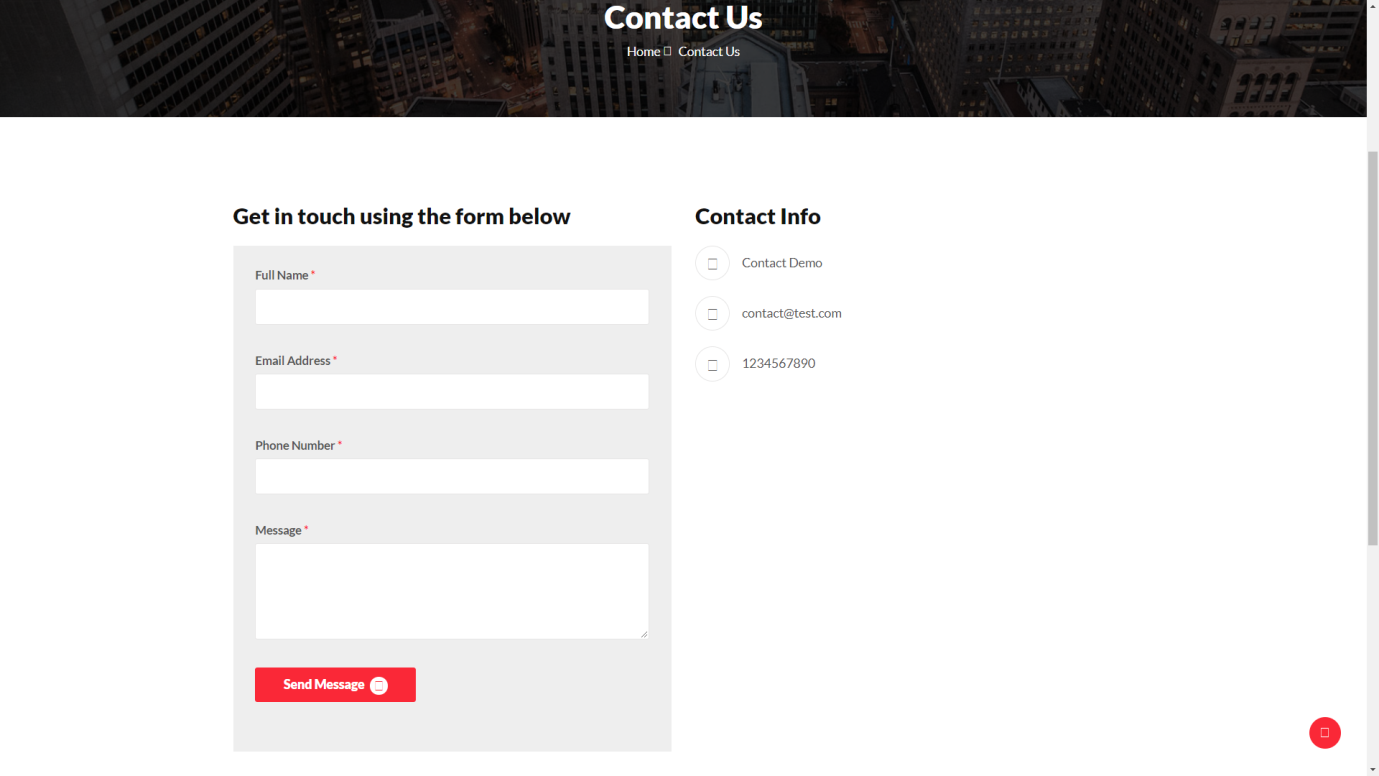 Contact Us
Home Contact Us
Get in touch using the form below
Full Name *
Email Address *
Phone Number *
Message *
Send Message
Contact Info
Contact Demo
contact@test.com
1234567890